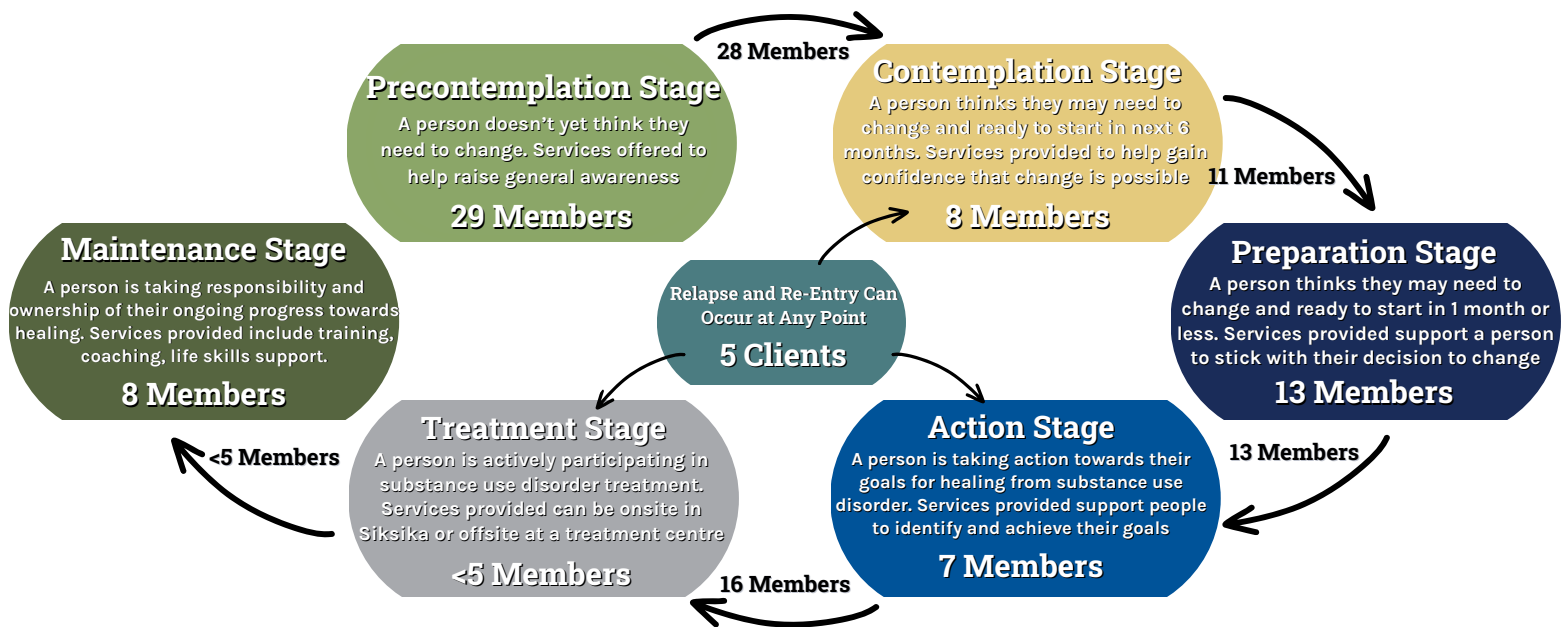 28 Members
Precontemplation Stage
A person doesn't yet think they
need to change. Services offered to
help raise general awareness
29 Members
Contemplation Stage
A person thinks they may need to
change and ready to start in next 6
months. Services provided to help gain
confidence that change is possible
8 Members
11 Members
Maintenance Stage
A person is taking responsibility and
ownership of their ongoing progress towards
healing. Services provided include training,
coaching, life skills support.
8 Members
Relapse and Re-Entry Can
Occur at Any Point
5 Clients
Preparation Stage
A person thinks they may need to
change and ready to start in 1 month or
less. Services provided support a person
to stick with their decision to change
13 Members
<5 Members
Treatment Stage
A person is actively participating in
substance use disorder treatment.
Services provided can be onsite in
Siksika or offsite at a treatment centre
<5 Members
Action Stage
A person is taking action towards their
goals for healing from substance use
disorder. Services provided support people
to identify and achieve their goals
7 Members
13 Members
16 Members